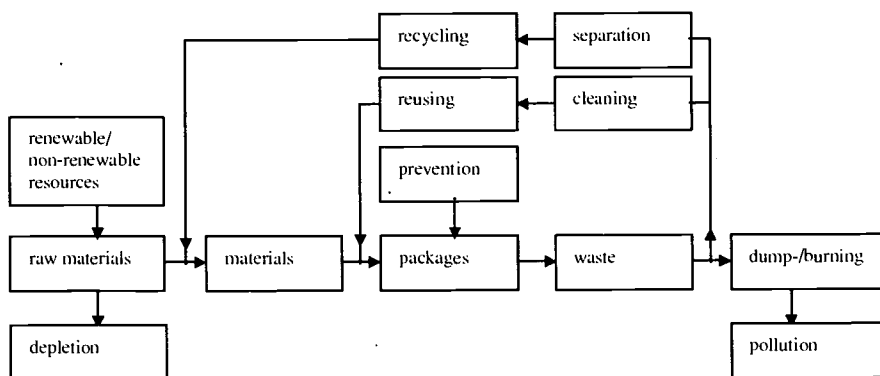 recycling
separation
reusing
cleaning
renewable/
non-renewable
resources
prevention
raw materials
materials
packages
waste
dump-/burning
depletion
pollution